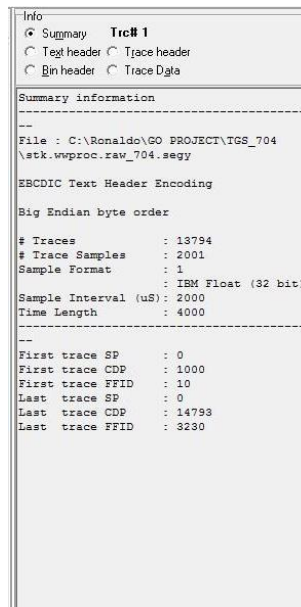 Info
Summary Trc# 1
Text header Trace header
Bin header Trace Data
Summary information
--------------------------------------------
--
File : C:\Ronaldo\GO PROJECT\TGS_704
\stk.wwproc.raw_704.segy
EBCDIC Text Header Encoding
Big Endian byte order
# Traces : 13794
# Trace Samples : 2001
Sample Format : 1
: IBM Float (32 bit)
Sample Interval (uS): 2000
Time Length : 4000
--------------------------------------------
--
First trace SP : 0
First trace CDP : 1000
First trace FFID : 10
Last trace SP : 0
Last trace CDP : 14793
Last trace FFID : 3230